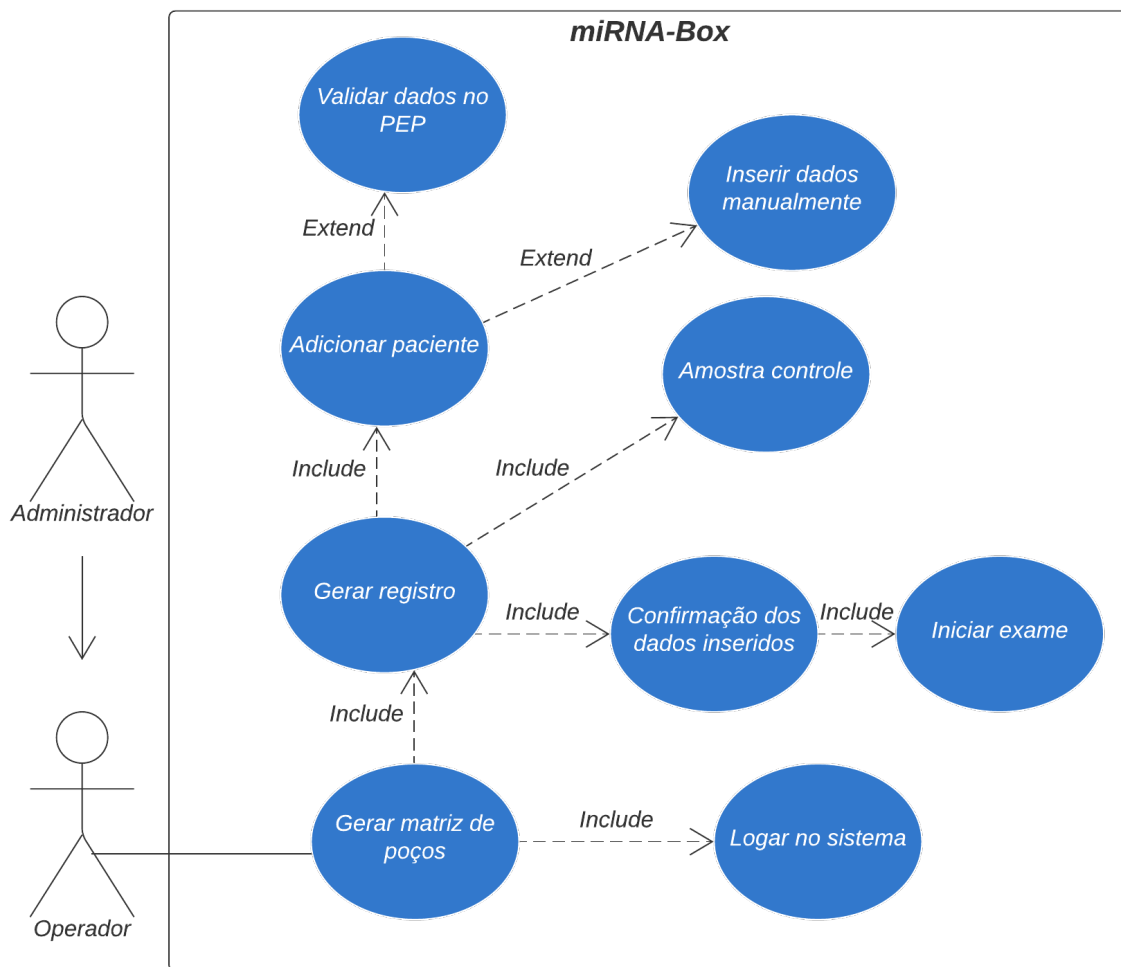 miRNA-Box
Validar dados no
PEP
Inserir dados
manualmente
Extend
Extend
Adicionar paciente
Amostra controle
Include
Include
Administrador
Gerar registro
Include
Confirmação dos
dados inseridos
Include
Iniciar exame
Include
Gerar matriz de
poços
Include
Logar no sistema
Operador